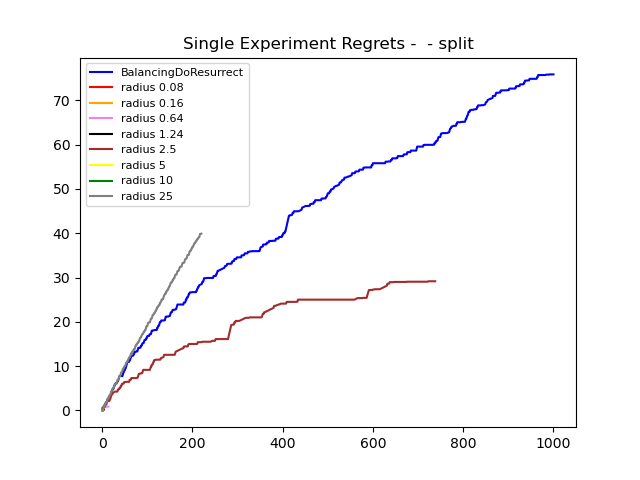 Single Experiment Regrets -  - split
BalancingDoResurrect
radius 0.08
radius 0.16
radius 0.64
radius 1.24
radius 2.5
radius 5
radius 10
radius 25
70
60
50
40
30
20
10
0
0 200 400 600 800 1000